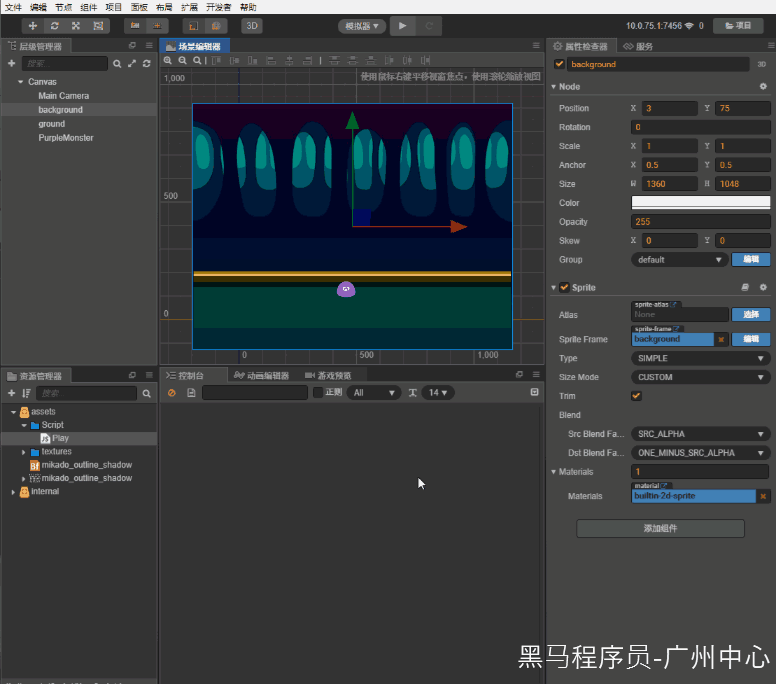 文件 编辑 节点 组件 项目 面板 布局 扩展 开发者 帮助
3D 模拟器 10.0.75.1:7456 0 项目
层级管理器
搜索...
Canvas
Main Camera
background
ground
PurpleMonster
场景编辑器
使用鼠标右键平移视窗焦点，使用滚轮缩放视图
1,000
500
0
0 500 1,000
属性检查器 服务
background 3D
Node
Position X 3 Y 75
Rotation 0
Scale X 1 Y 1
Anchor X 0.5 Y 0.5
Size W 1360 H 1048
Color
Opacity 255
Skew X 0 Y 0
Group default 编辑
Sprite
sprite-atlas
Atlas None 选择
sprite-frame
Sprite Frame background 编辑
Type SIMPLE
Size Mode CUSTOM
Trim
Blend
Src Blend Fa... SRC_ALPHA
Dst Blend Fa... ONE_MINUS_SRC_ALPHA
Materials 1
material
Materials builtin-2d-sprite
添加组件
资源管理器
搜索...
assets
Script
Play
textures
mikado_outline_shadow
mikado_outline_shadow
internal
控制台 动画编辑器 游戏预览
正则 All 14
黑马程序员-广州中心